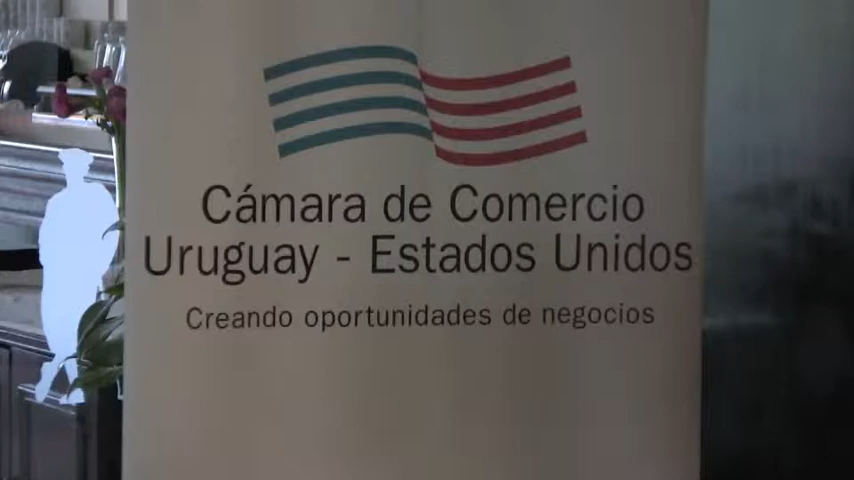 Cámara de Comercio
Uruguay - Estados Unidos
Creando oportunidades de negocios